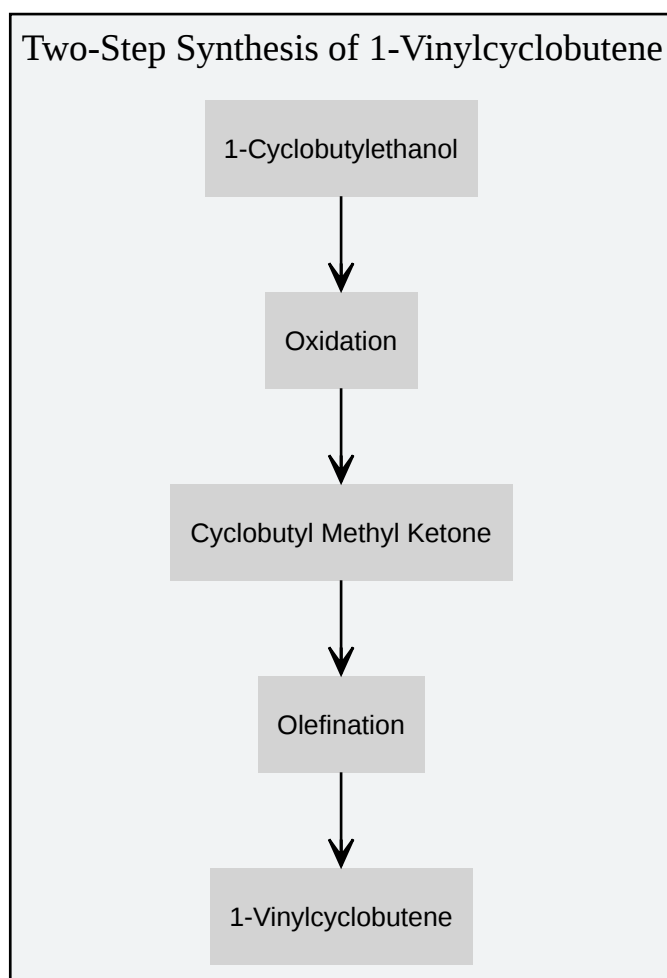 Two-Step Synthesis of 1-Vinylcyclobutene
1-Cyclobutylethanol
Oxidation
Cyclobutyl Methyl Ketone
Olefination
1-Vinylcyclobutene